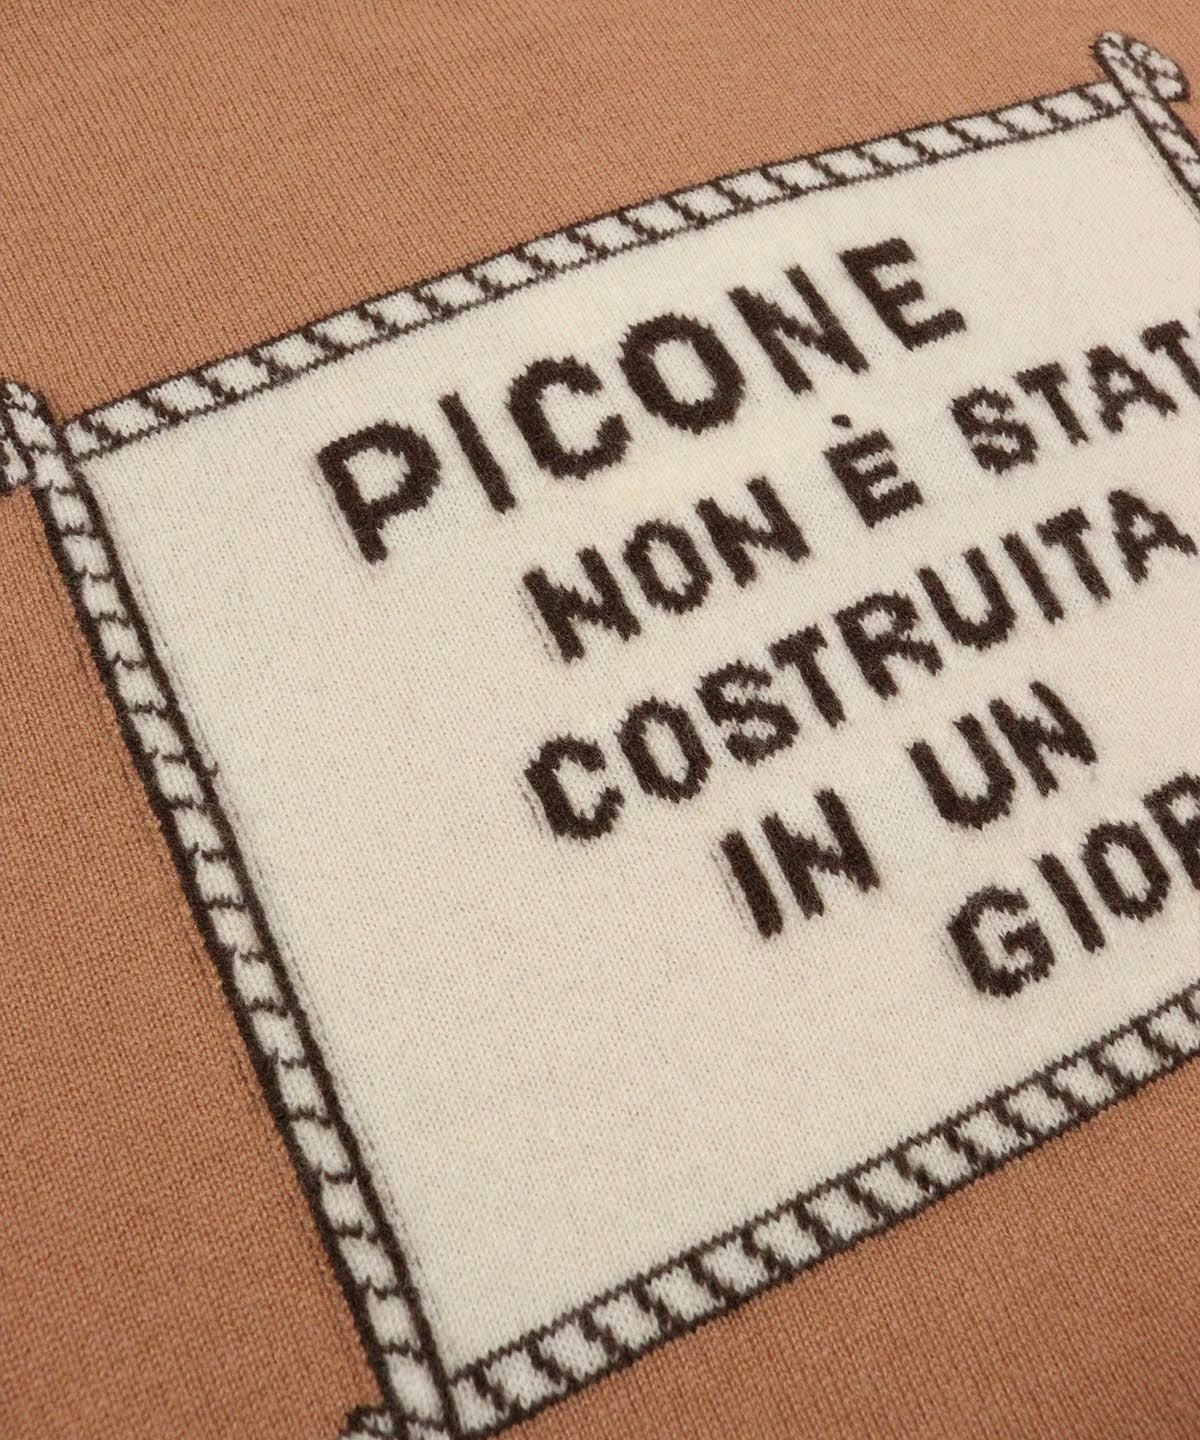 PICONE
NON È STAT
COSTRUITA
IN UN
GIOR